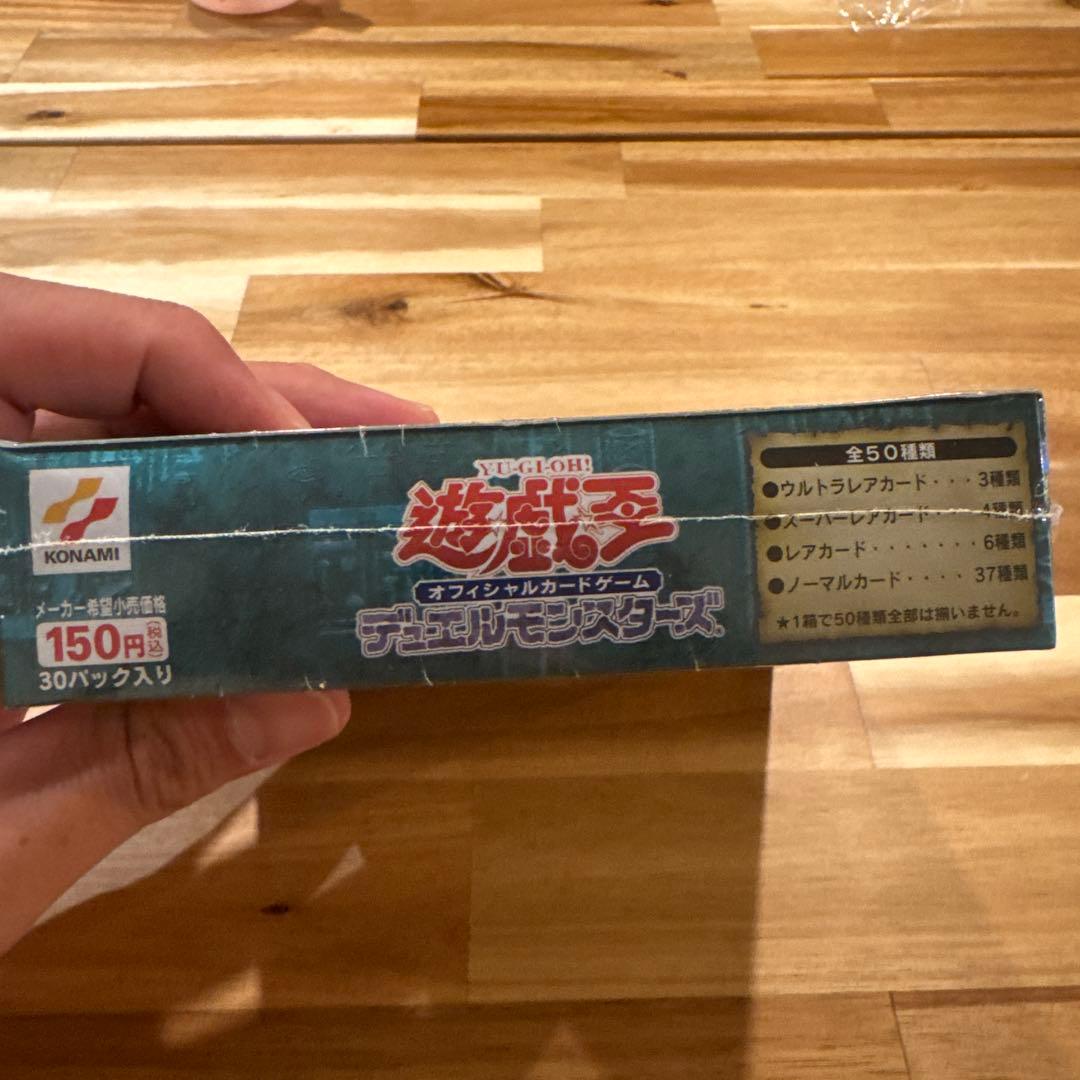 KONAMI
メーカー希望小売価格
150円(税込)
30パック入り
YU-GI-OH!
遊戯王
オフィシャルカードゲーム
デュエルモンスターズ®
全50種類
●ウルトラレアカード・・・3種類
●スーパーレアカード・・・4種類
●レアカード・・・・・・・6種類
●ノーマルカード・・・・37種類
★1箱で50種類全部は揃いません。